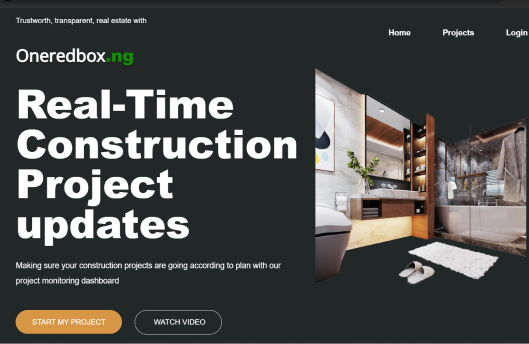 Trustworth, transparent, real estate with
Home Projects Login
Oneredbox.ng
Real-Time
Construction
Project
updates
Making sure your construction projects are going according to plan with our
project monitoring dashboard
START MY PROJECT WATCH VIDEO